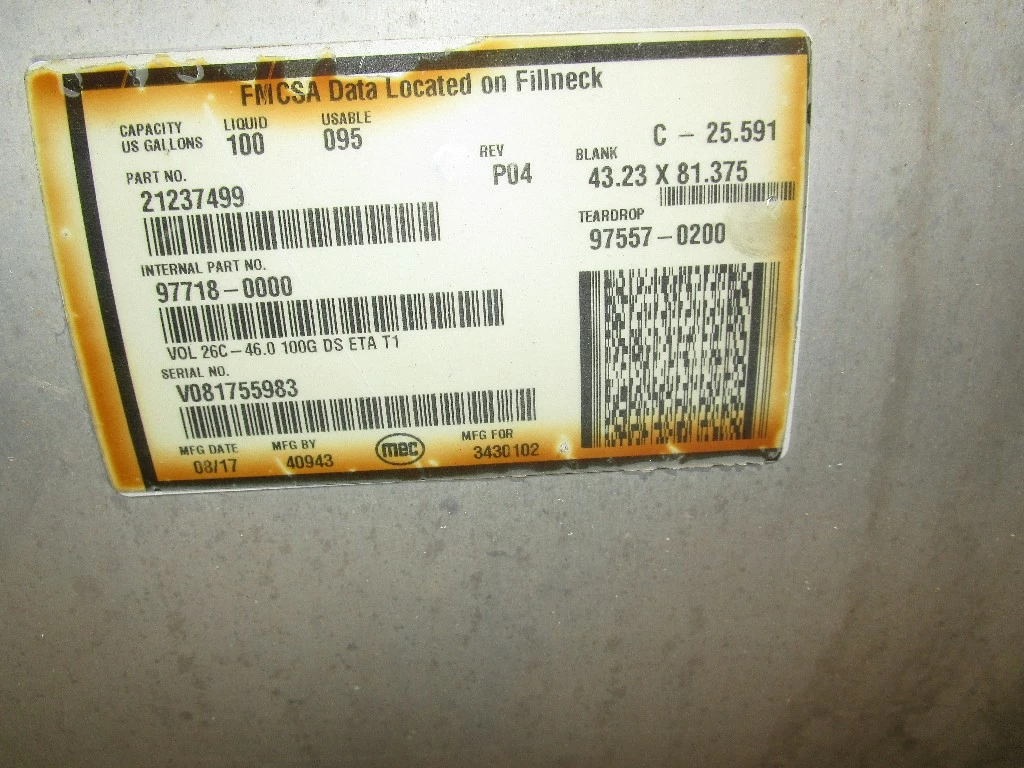 FMCSA Data Located on Fillneck
CAPACITY US GALLONS
LIQUID 100
USABLE 095
REV P04
C - 25.591
BLANK
43.23 X 81.375
PART NO.
21237499
TEARDROP
97557-0200
INTERNAL PART NO.
97718-0000
VOL 26C-46.0 100G DS ETA T1
SERIAL NO.
V081755983
MFG DATE 08/17
MFG BY 40943
mec
MFG FOR 3430102